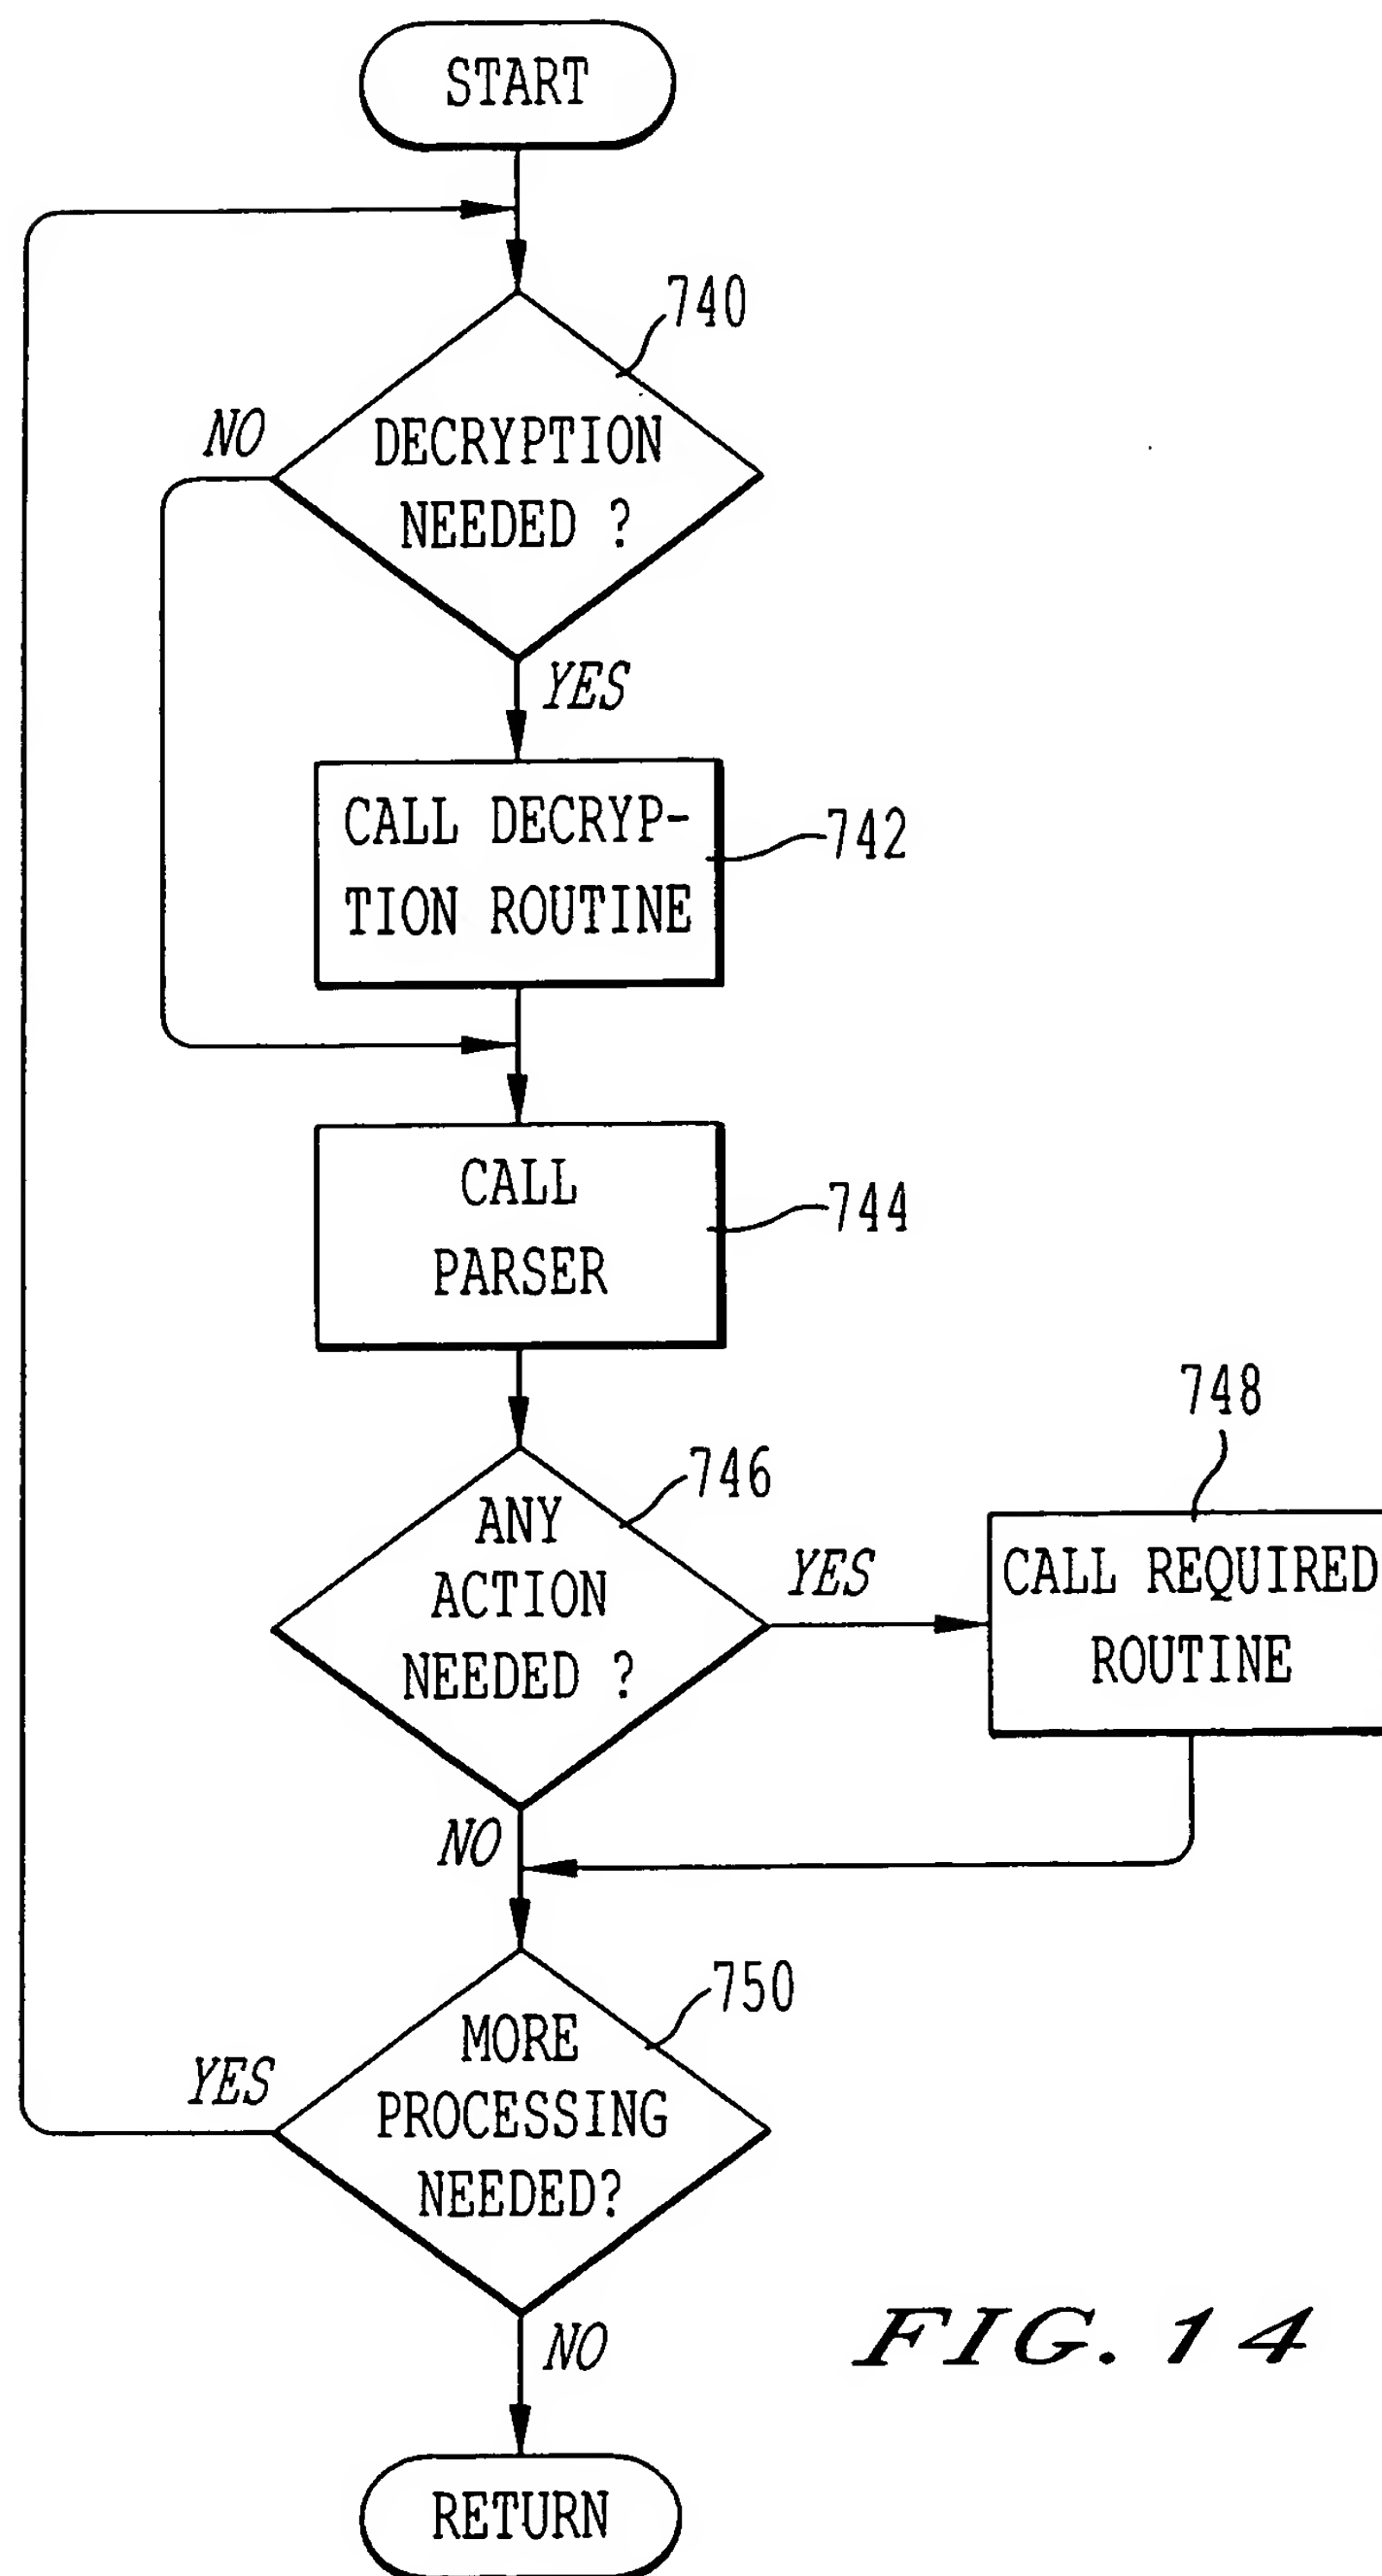 START
740
NO
DECRYPTION
NEEDED ?
YES
CALL DECRYP-
TION ROUTINE
742
CALL
PARSER
744
746
748
ANY
ACTION
NEEDED ?
YES
CALL REQUIRED
ROUTINE
NO
750
MORE
PROCESSING
NEEDED?
YES
NO
FIG. 14
RETURN